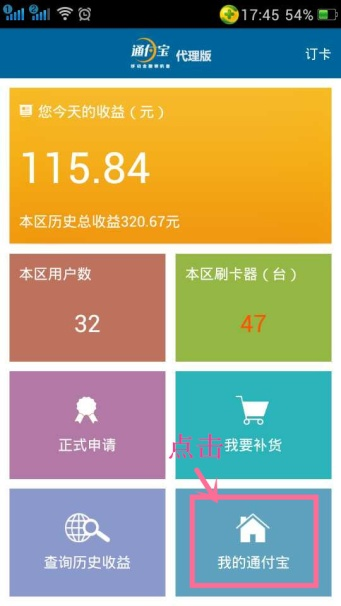 1 2 17:45 54%
通付宝 代理版 订卡
您今天的收益（元）
115.84
本区历史总收益320.67元
本区用户数 本区刷卡器（台）
32 47
正式申请 我要补货
点击
查询历史收益 我的通付宝